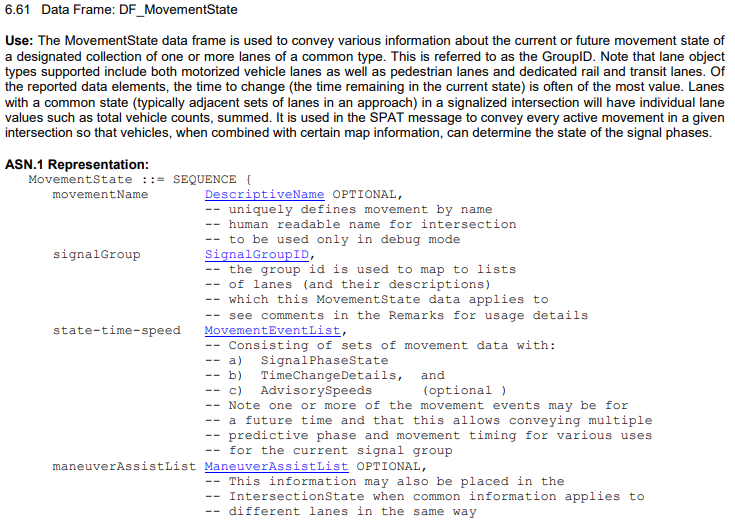 6.61 Data Frame: DF_MovementState
Use: The MovementState data frame is used to convey various information about the current or future movement state of
a designated collection of one or more lanes of a common type. This is referred to as the GroupID. Note that lane object
types supported include both motorized vehicle lanes as well as pedestrian lanes and dedicated rail and transit lanes. Of
the reported data elements, the time to change (the time remaining in the current state) is often of the most value. Lanes
with a common state (typically adjacent sets of lanes in an approach) in a signalized intersection will have individual lane
values such as total vehicle counts, summed. It is used in the SPAT message to convey every active movement in a given
intersection so that vehicles, when combined with certain map information, can determine the state of the signal phases.
ASN.1 Representation:
MovementState ::= SEQUENCE {
movementName DescriptiveName OPTIONAL,
-- uniquely defines movement by name
-- human readable name for intersection
-- to be used only in debug mode
signalGroup SignalGroupID,
-- the group id is used to map to lists
-- of lanes (and their descriptions)
-- which this MovementState data applies to
-- see comments in the Remarks for usage details
state-time-speed MovementEventList,
-- Consisting of sets of movement data with:
-- a) SignalPhaseState
-- b) TimeChangeDetails, and
-- c) AdvisorySpeeds (optional )
-- Note one or more of the movement events may be for
-- a future time and that this allows conveying multiple
-- predictive phase and movement timing for various uses
-- for the current signal group
maneuverAssistList ManeuverAssistList OPTIONAL,
-- This information may also be placed in the
-- IntersectionState when common information applies to
-- different lanes in the same way